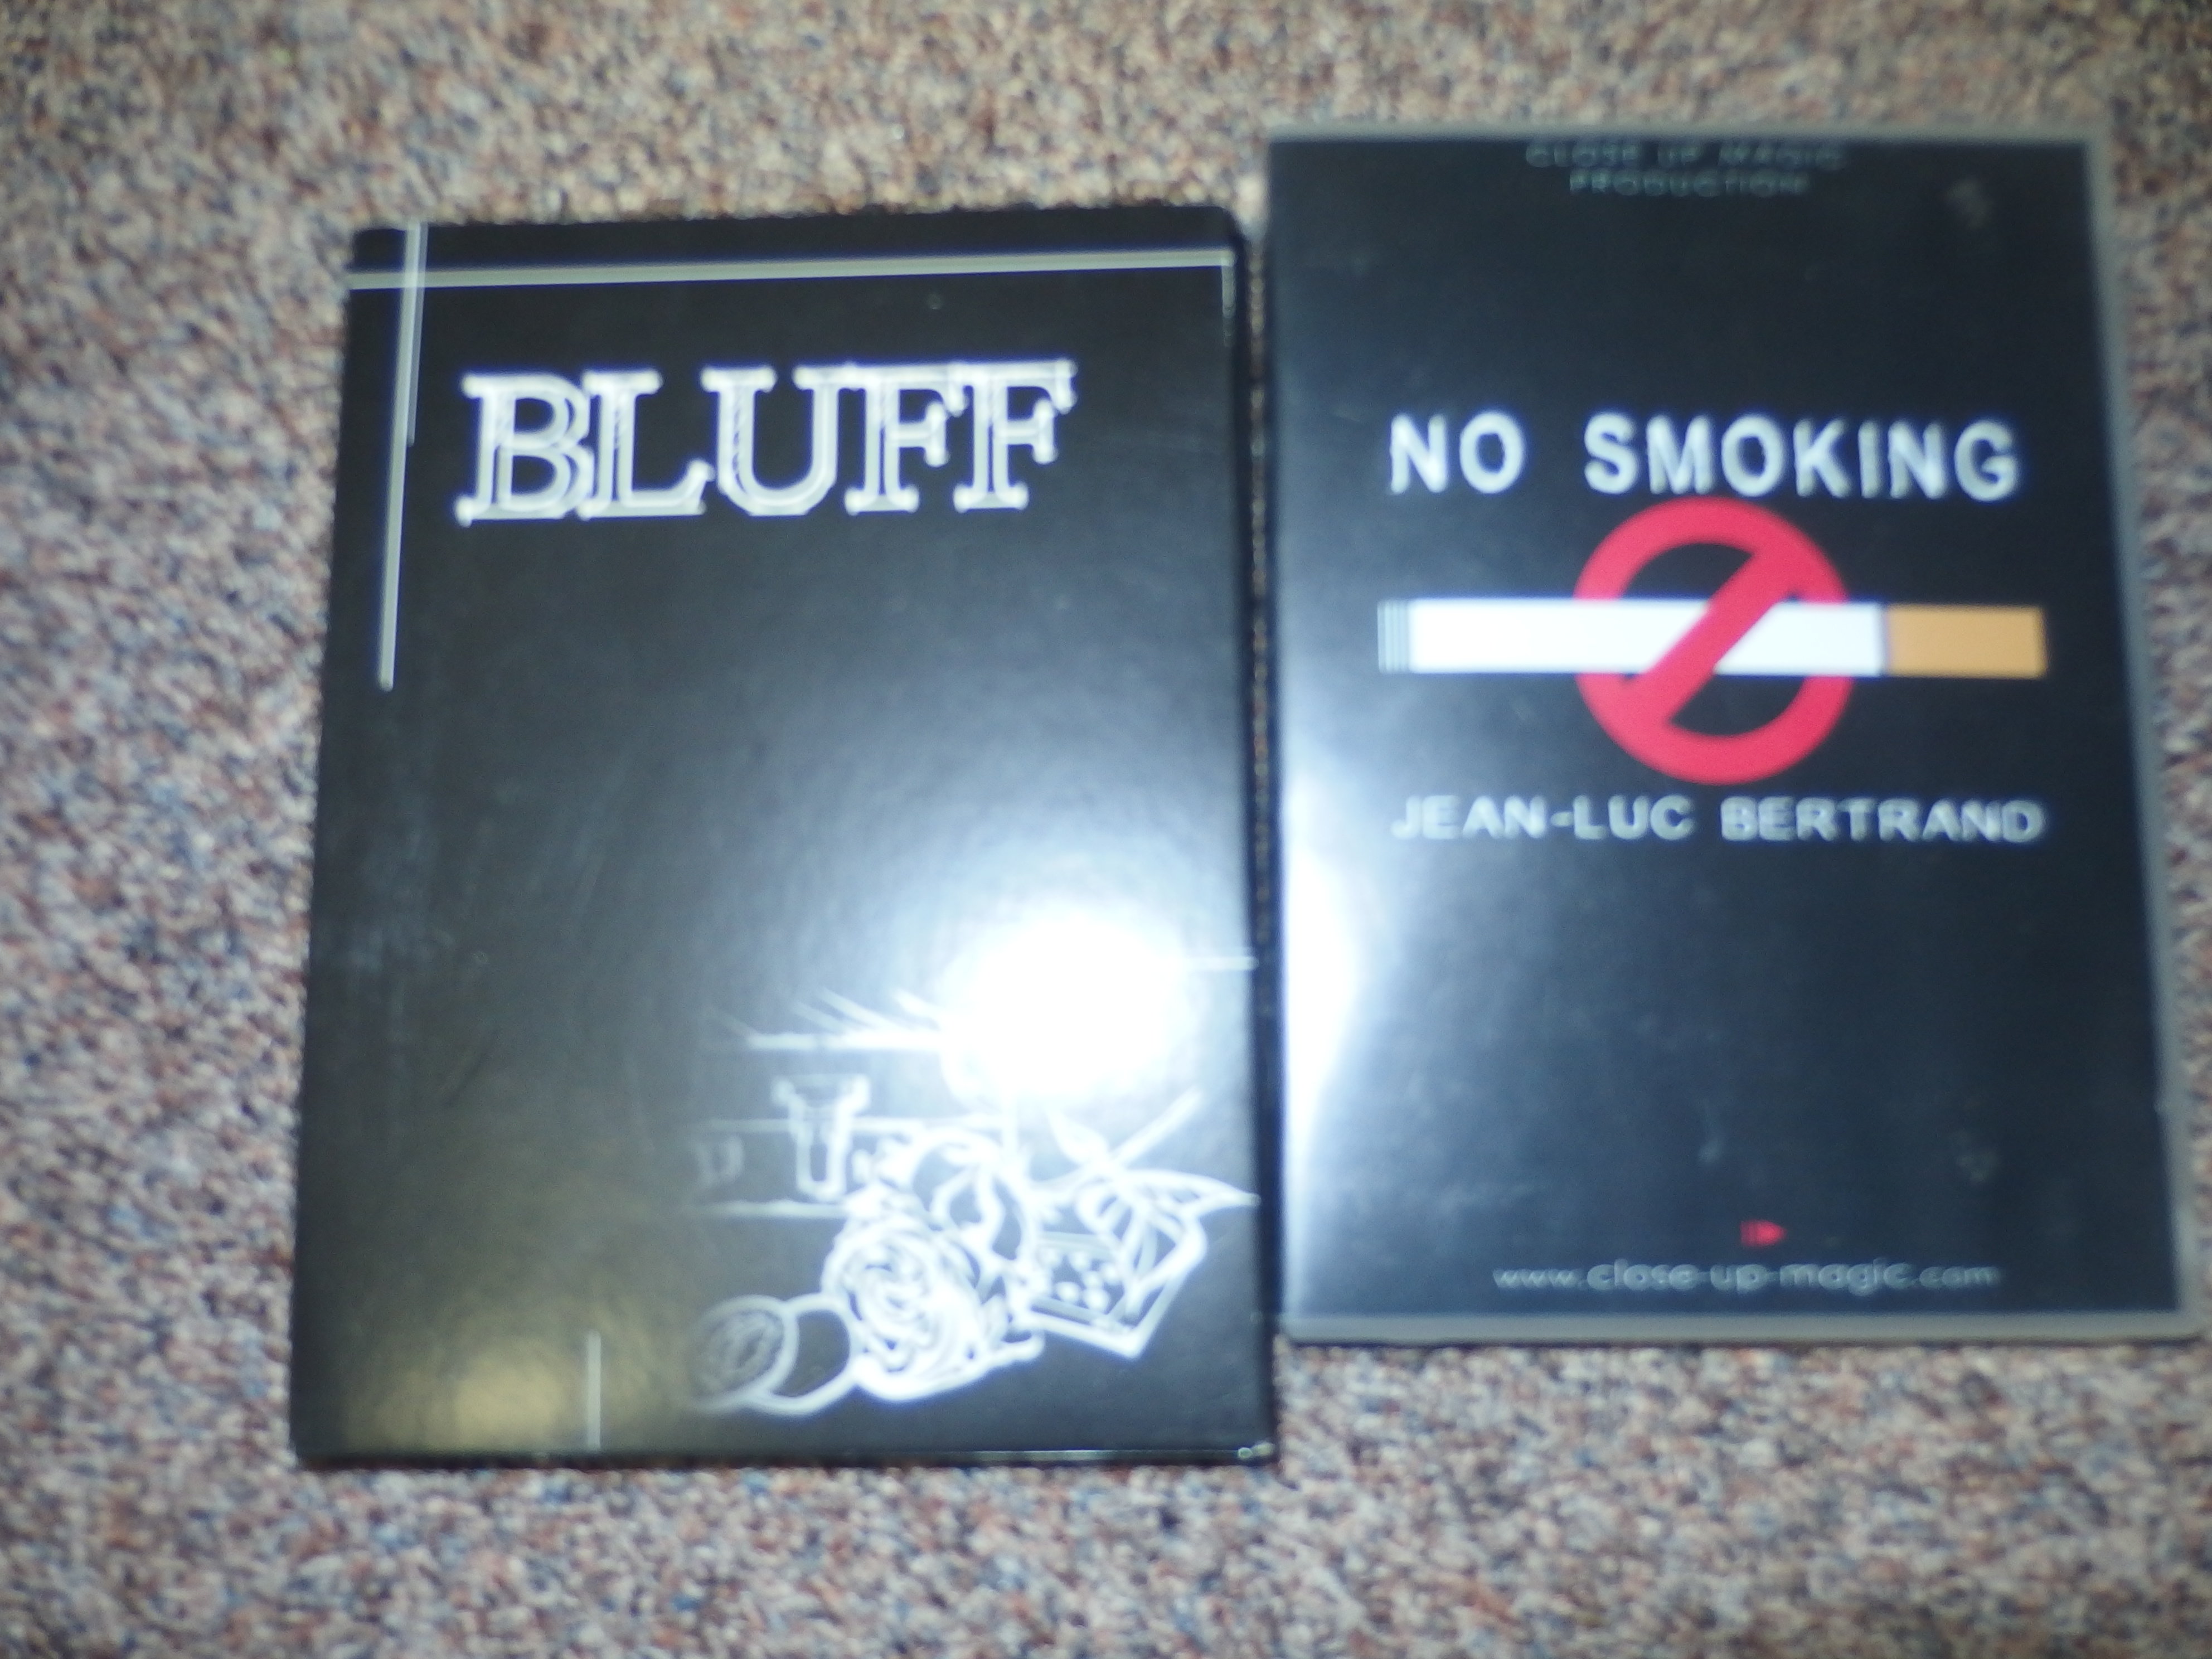 BLUFF
CLOSE UP MAGIC
PRODUCTION
NO SMOKING
JEAN-LUC BERTRAND
www.close-up-magic.com